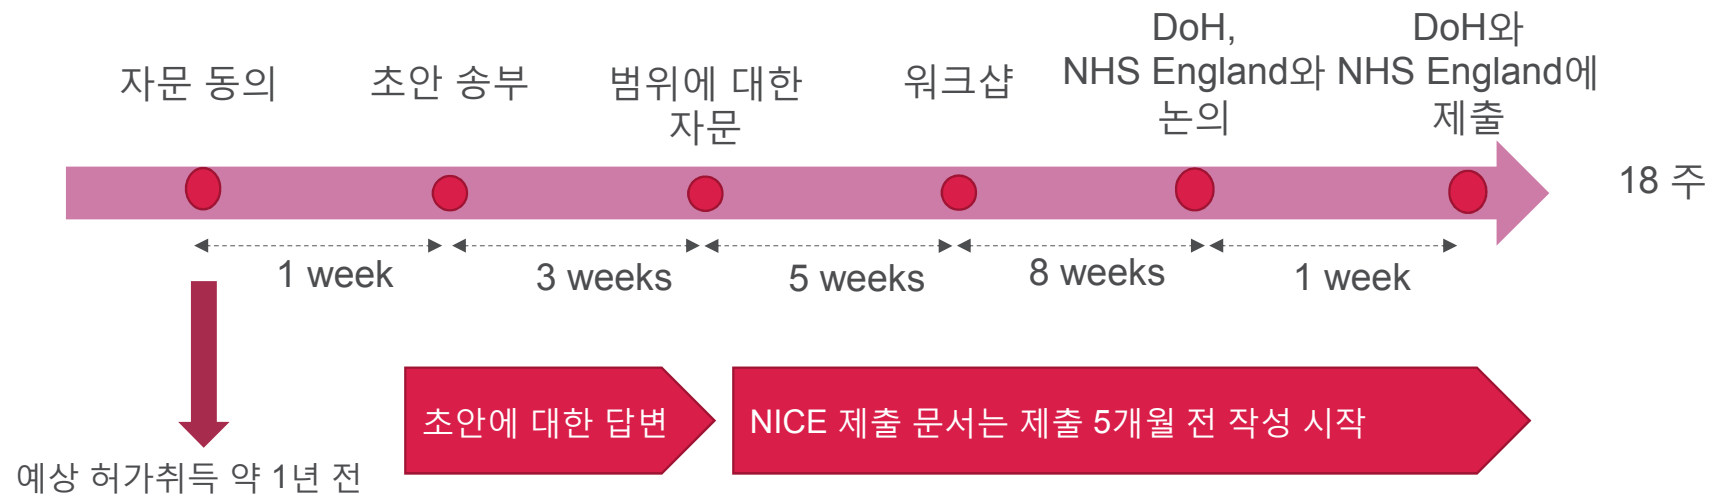 자문 동의
초안 송부
범위에 대한
자문
워크샵
DoH,
NHS England와
논의
DoH와
NHS England에
제출
18 주
1 week
3 weeks
5 weeks
8 weeks
1 week
초안에 대한 답변
NICE 제출 문서는 제출 5개월 전 작성 시작
예상 허가취득 약 1년 전